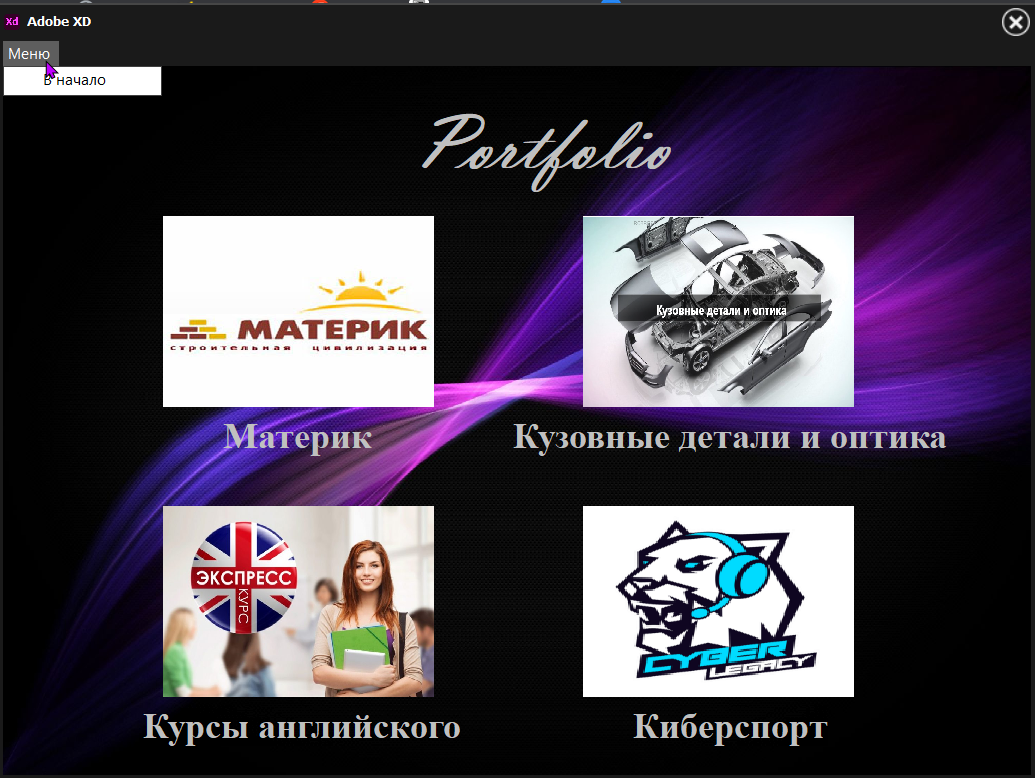 Xd Adobe XD
Меню
В начало
Portfolio
МАТЕРИК
строительная цивилизация
Кузовные детали и оптика
Материк
Кузовные детали и оптика
ЭКСПРЕСС
КУРС
CYBER
LEGACY
Курсы английского
Киберспорт